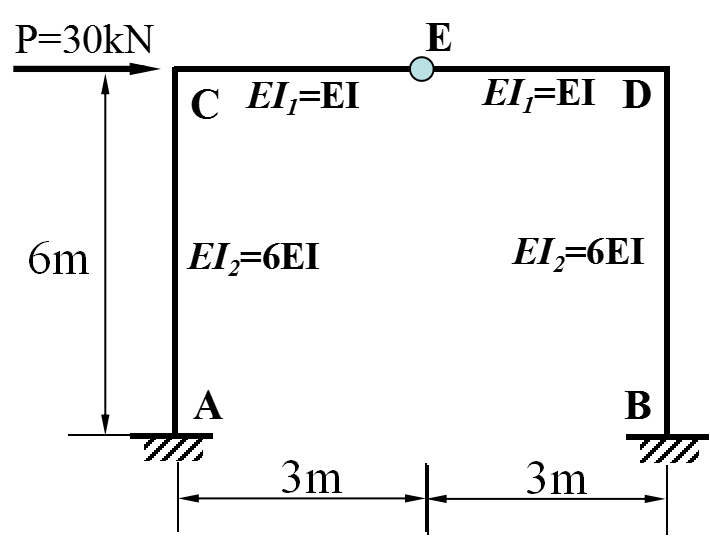 P=30kN
E
C
EI₁=EI
EI₁=EI
D
6m
EI₂=6EI
EI₂=6EI
A
B
3m
3m